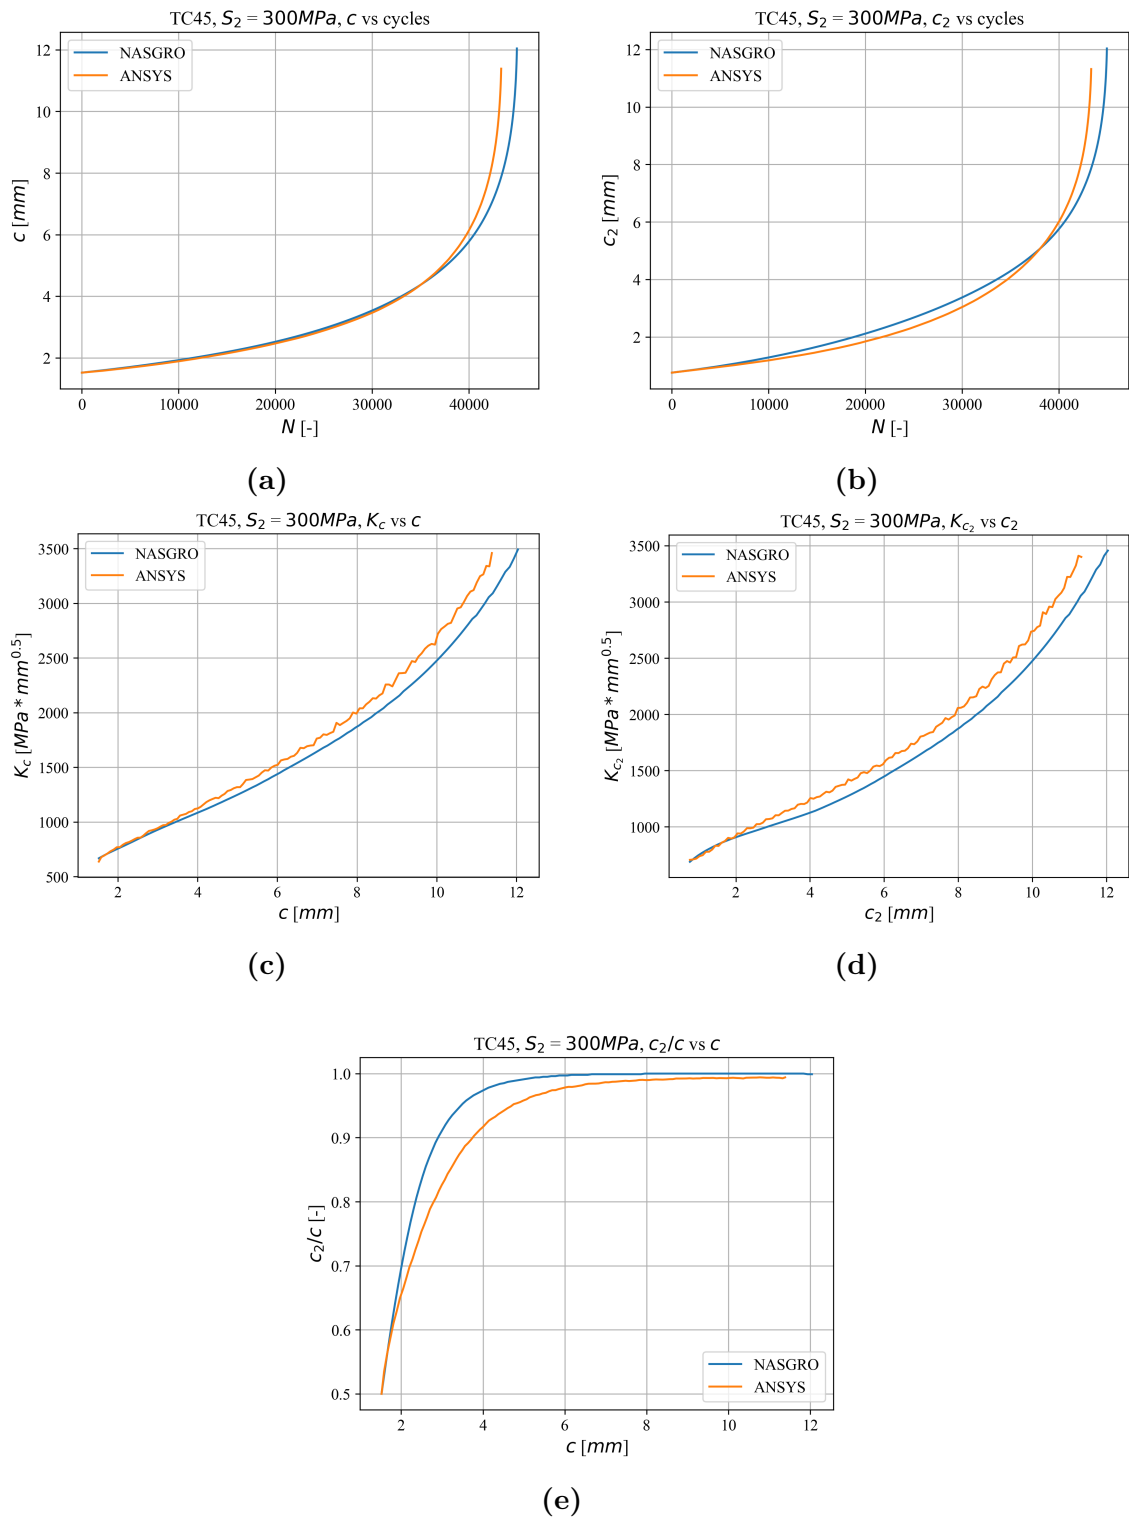 TC45, S₂ = 300MPa, c vs cycles
NASGRO
ANSYS
12
10
8
6
4
2
c [mm]
0 10000 20000 30000 40000
N [-]
(a)
TC45, S₂ = 300MPa, c₂ vs cycles
NASGRO
ANSYS
12
10
8
6
4
2
c₂ [mm]
0 10000 20000 30000 40000
N [-]
(b)
TC45, S₂ = 300MPa, K_c vs c
NASGRO
ANSYS
3500
3000
2500
2000
1500
1000
500
K_c [MPa * mm^0.5]
2 4 6 8 10 12
c [mm]
(c)
TC45, S₂ = 300MPa, K_c₂ vs c₂
NASGRO
ANSYS
3500
3000
2500
2000
1500
1000
K_c₂ [MPa * mm^0.5]
2 4 6 8 10 12
c₂ [mm]
(d)
TC45, S₂ = 300MPa, c₂/c vs c
1.0
0.9
0.8
0.7
0.6
0.5
c₂/c [-]
NASGRO
ANSYS
2 4 6 8 10 12
c [mm]
(e)